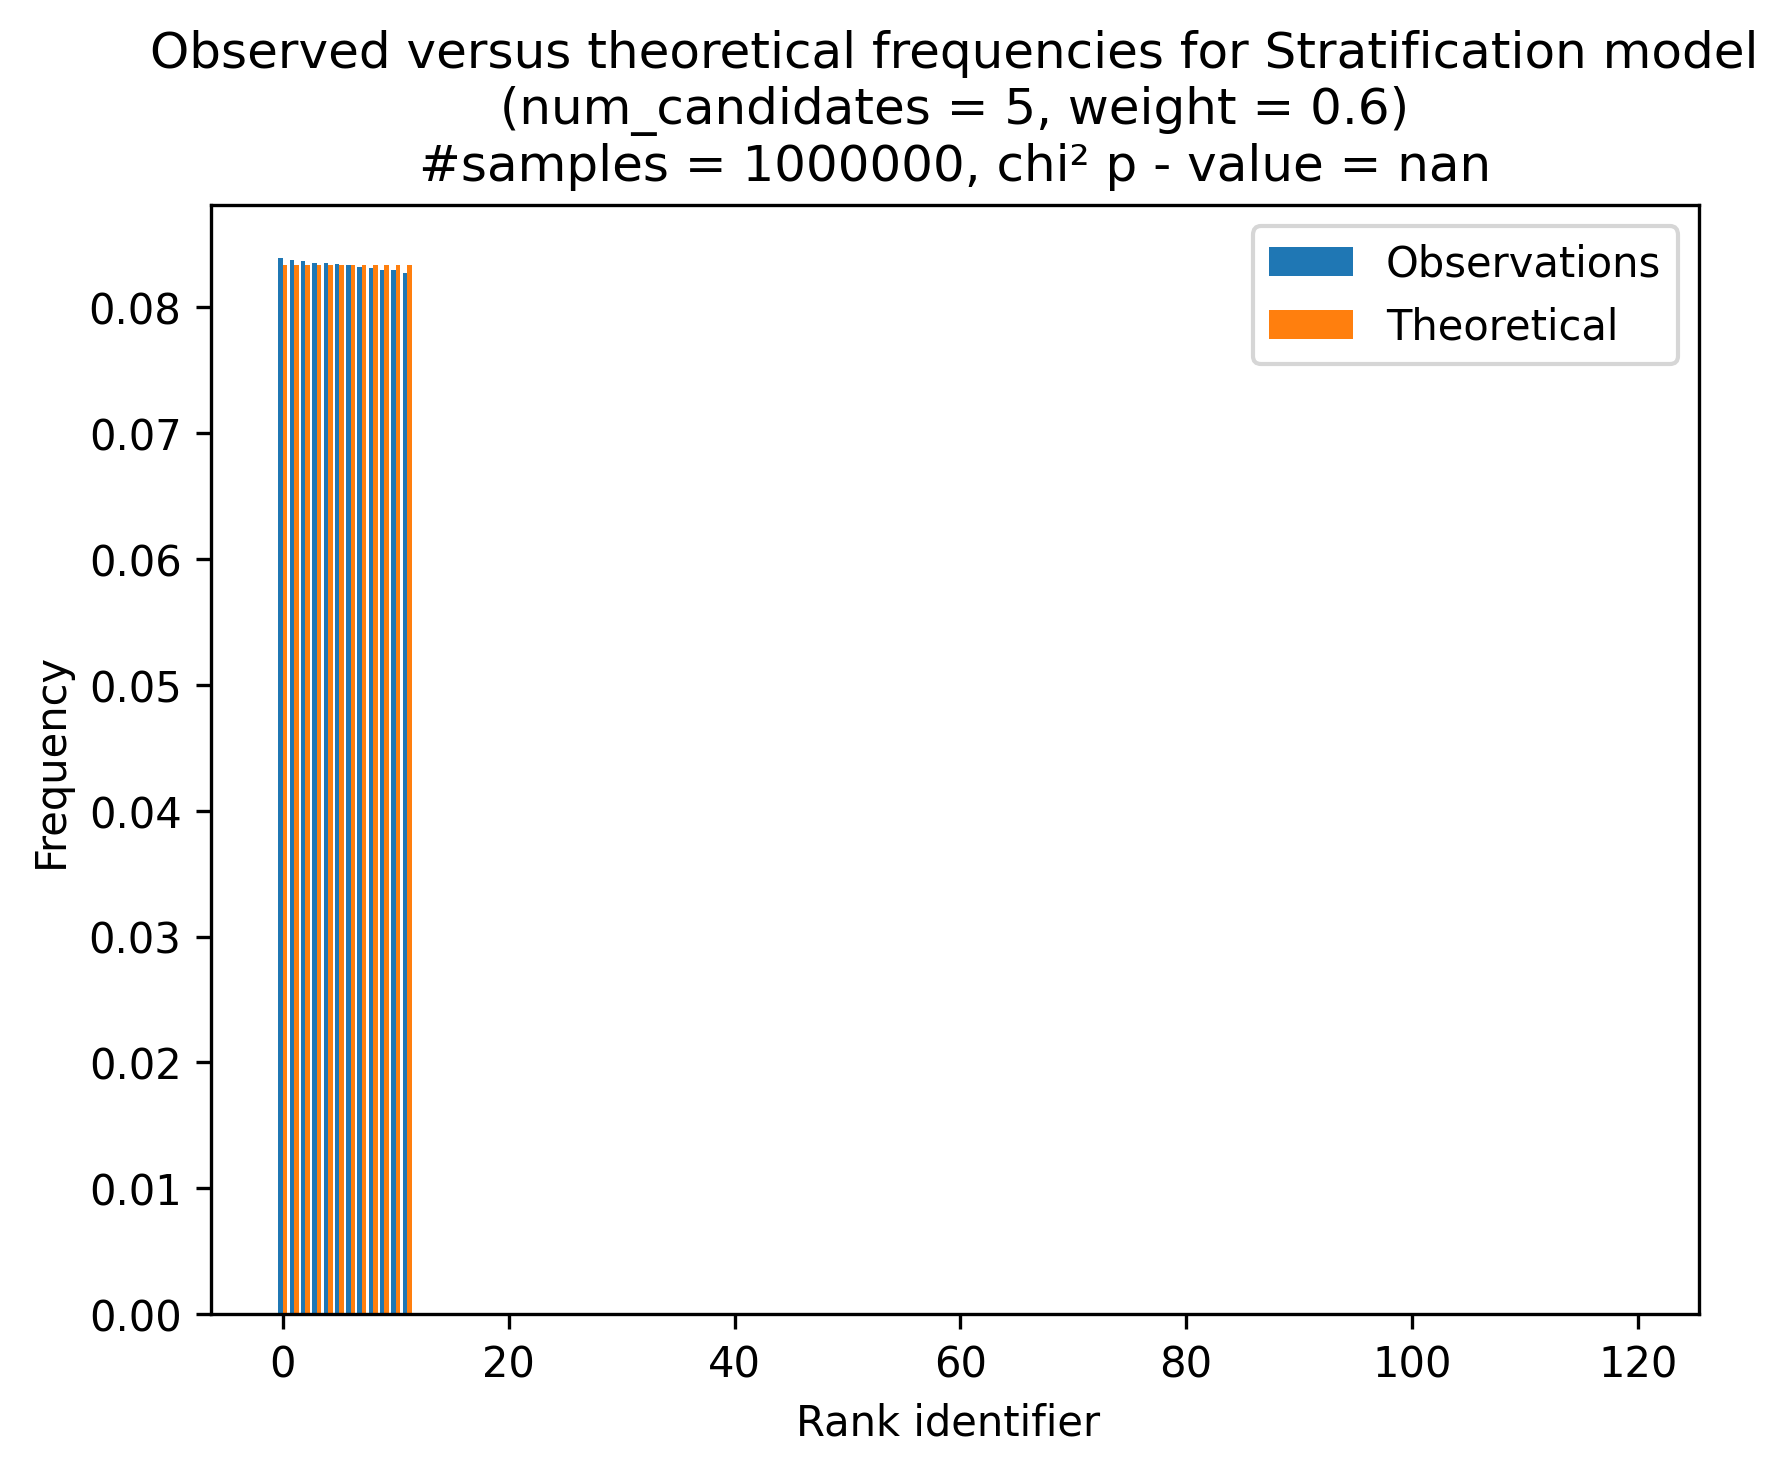 Observed versus theoretical frequencies for Stratification model
(num_candidates = 5, weight = 0.6)
#samples = 1000000, chi² p - value = nan
Observations
Theoretical
0.08
0.07
0.06
0.05
0.04
0.03
0.02
0.01
0.00
Frequency
0 20 40 60 80 100 120
Rank identifier